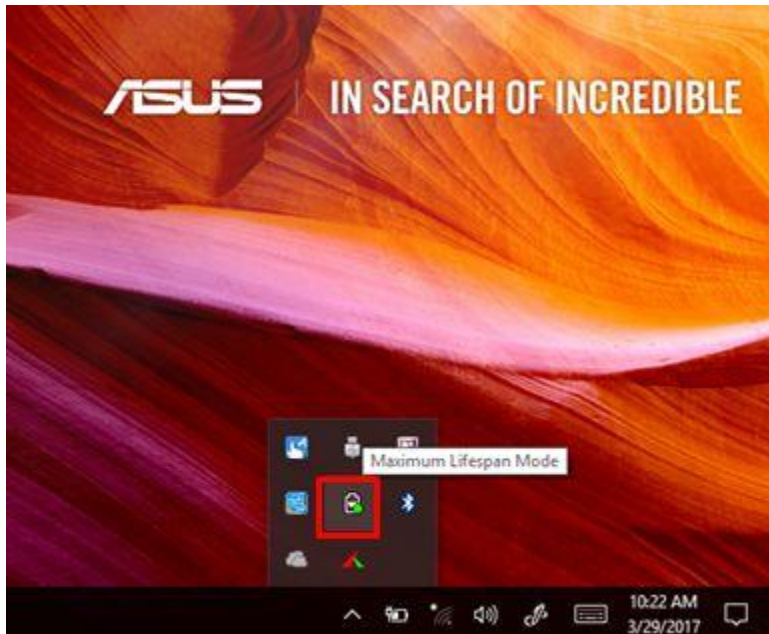 ASUS
IN SEARCH OF INCREDIBLE
Maximum Lifespan Mode
10:22 AM
3/29/2017